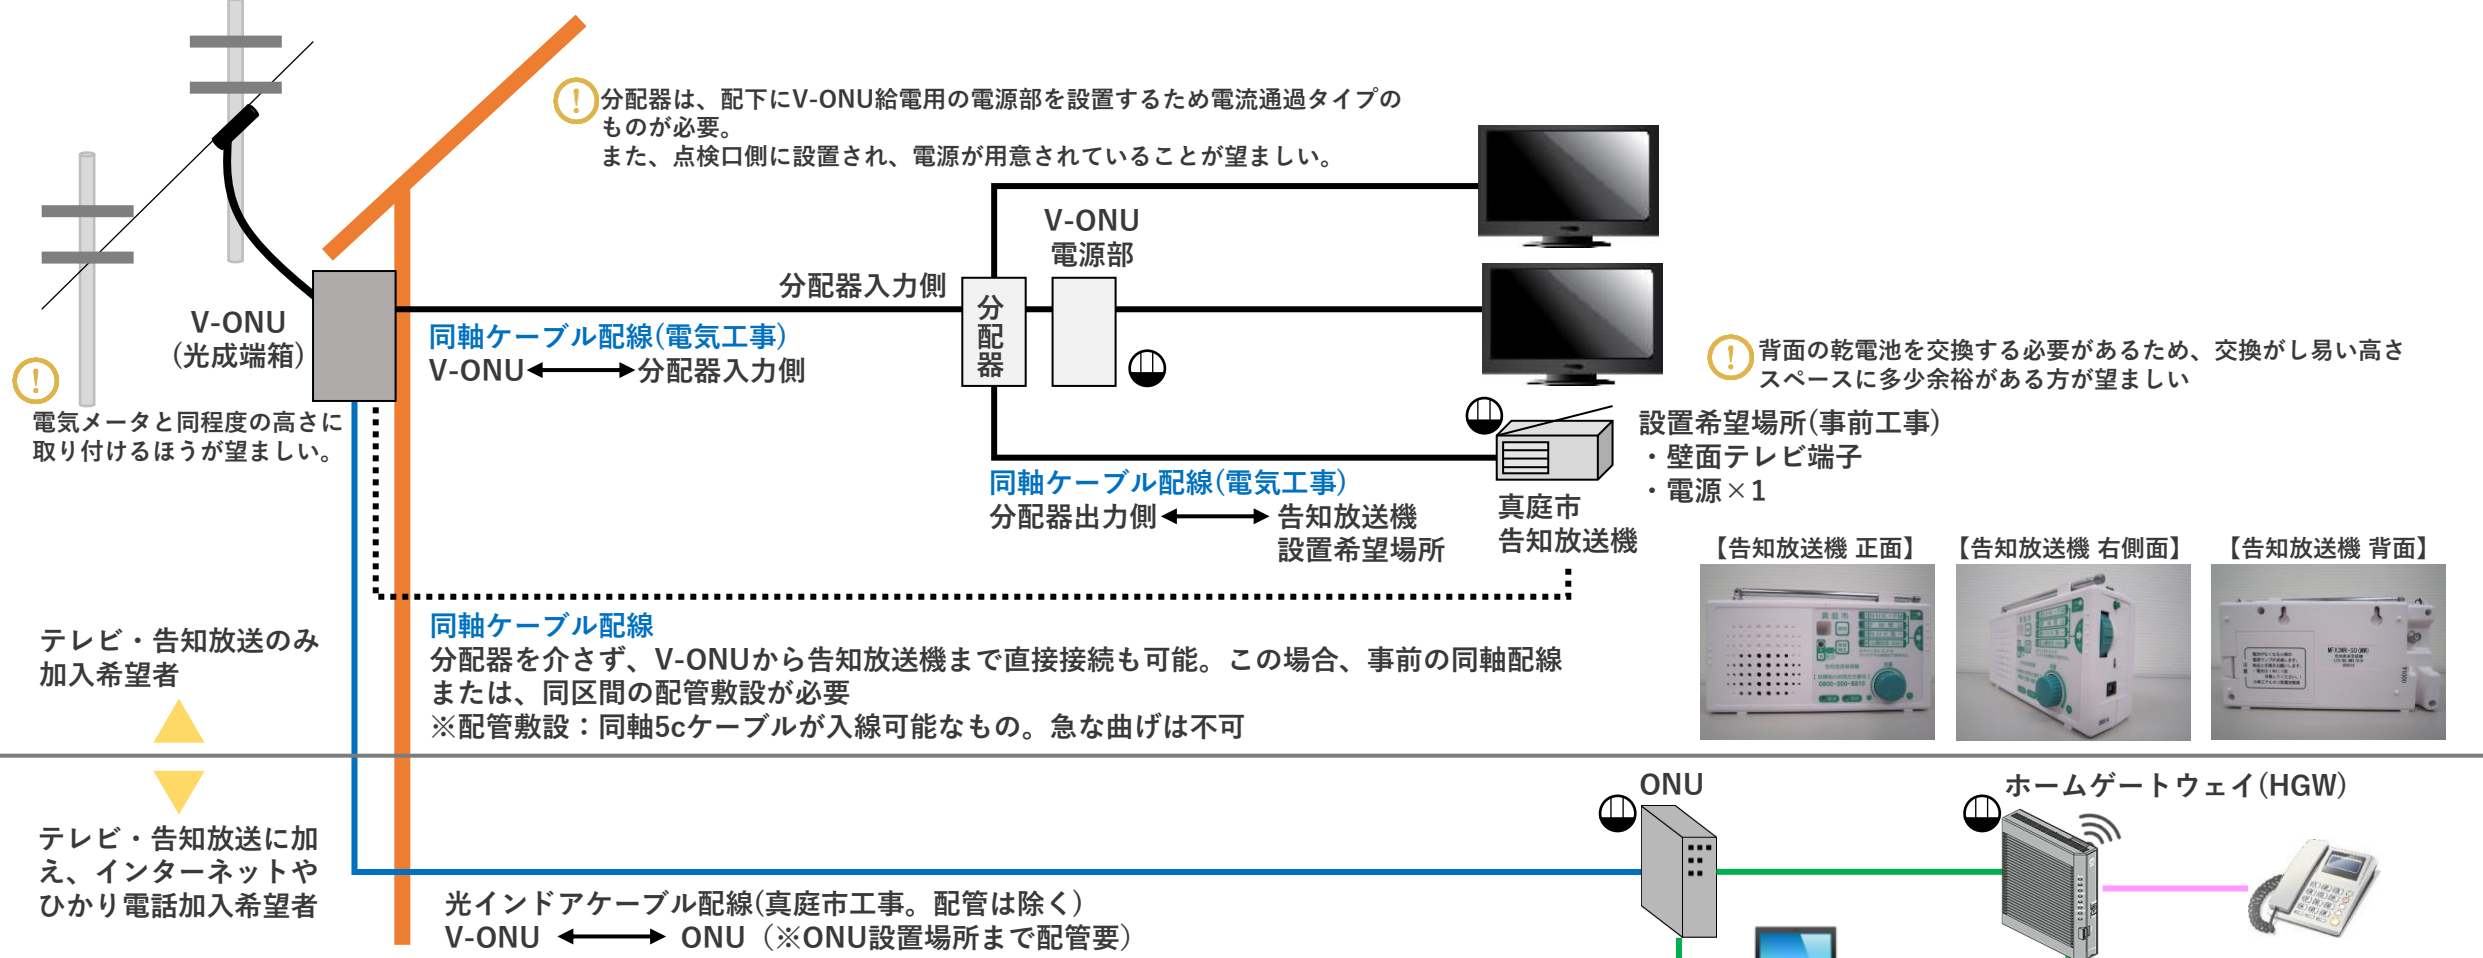 分配器は、配下にV-ONU給電用の電源部を設置するため電流通過タイプの
ものが必要。
また、点検口側に設置され、電源が用意されていることが望ましい。
V-ONU
電源部
分配器入力側
分配器
V-ONU
(光成端箱)
同軸ケーブル配線(電気工事)
V-ONU
分配器入力側
背面の乾電池を交換する必要があるため、交換がし易い高さ
スペースに多少余裕がある方が望ましい
電気メータと同程度の高さに
取り付けるほうが望ましい。
設置希望場所(事前工事)
・壁面テレビ端子
・電源×1
同軸ケーブル配線(電気工事)
分配器出力側
告知放送機
設置希望場所
真庭市
告知放送機
【告知放送機 正面】
【告知放送機 右側面】
【告知放送機 背面】
真庭市
0800-200-6810
同軸ケーブル配線
分配器を介さず、V-ONUから告知放送機まで直接接続も可能。この場合、事前の同軸配線
または、同区間の配管敷設が必要
※配管敷設：同軸5cケーブルが入線可能なもの。急な曲げは不可
テレビ・告知放送のみ
加入希望者
テレビ・告知放送に加
え、インターネットや
ひかり電話加入希望者
ONU
ホームゲートウェイ(HGW)
光インドアケーブル配線(真庭市工事。配管は除く)
V-ONU
ONU（※ONU設置場所まで配管要）